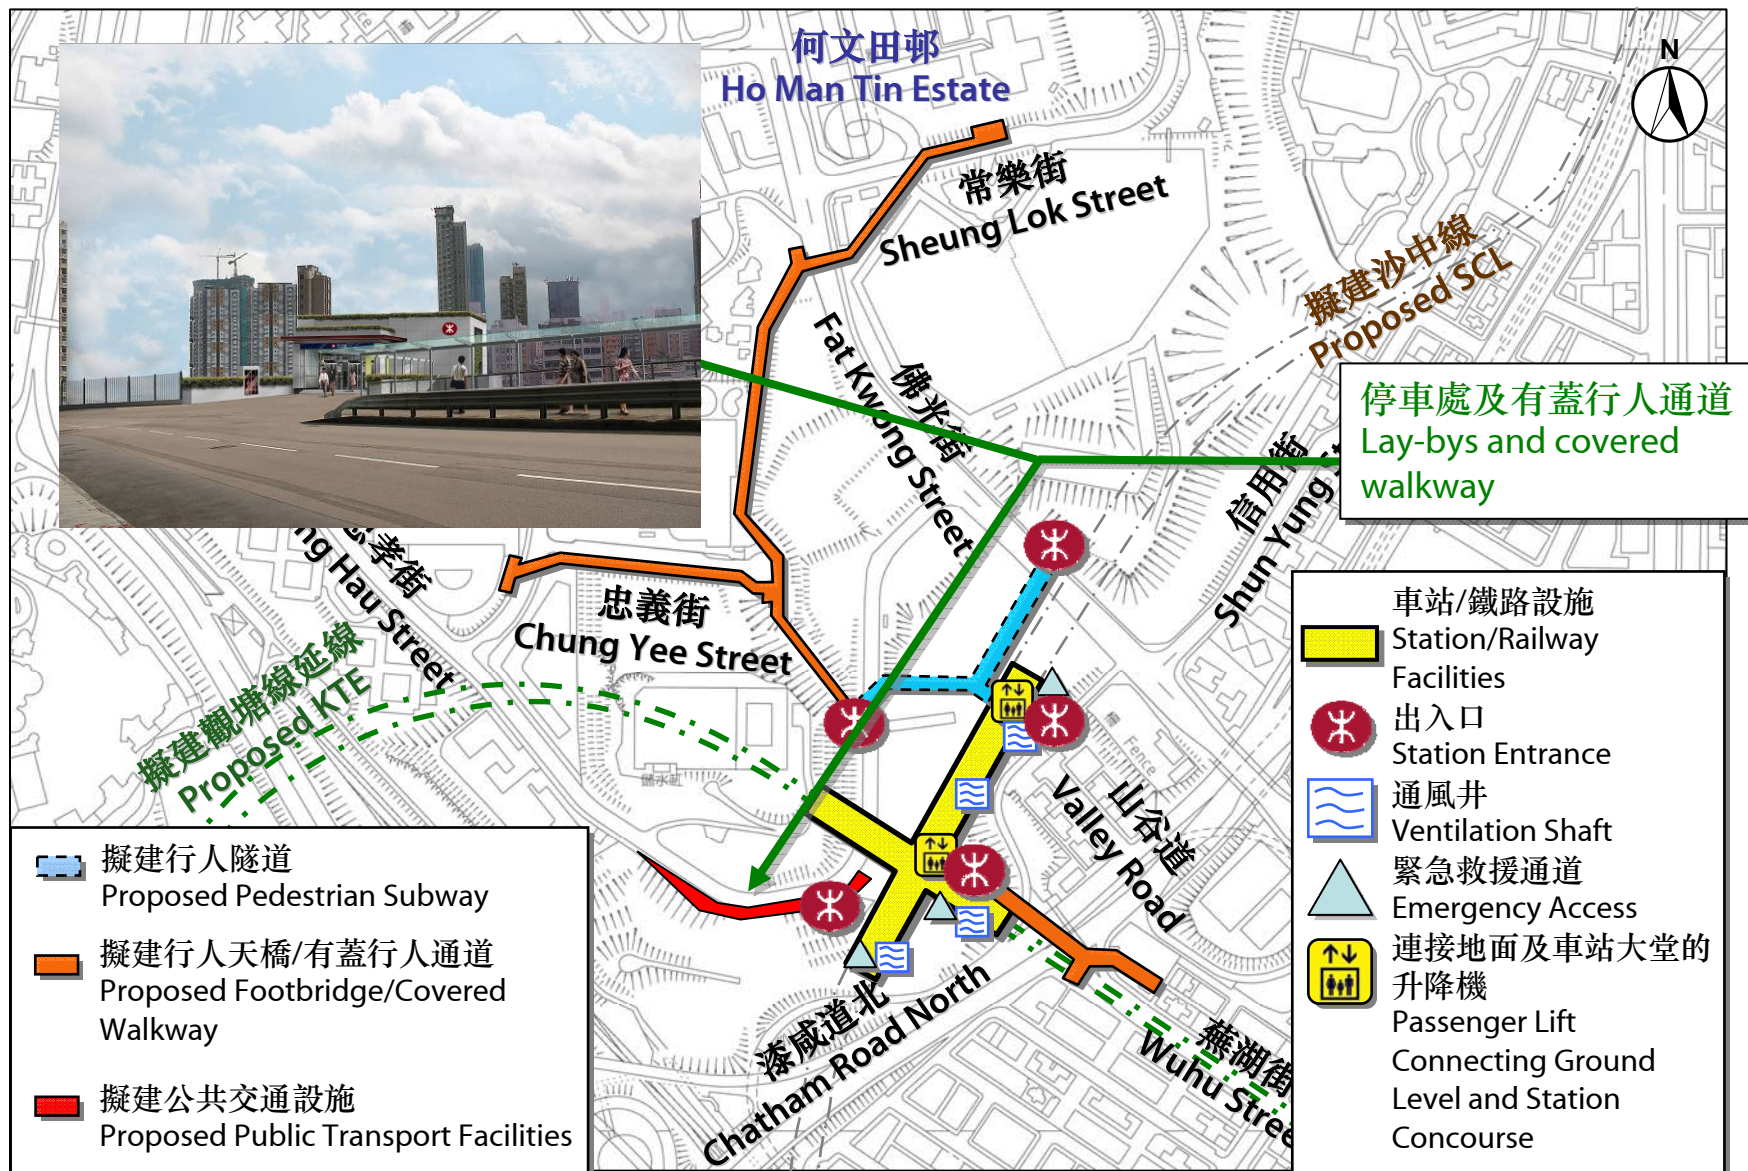 何文田邨
Ho Man Tin Estate
N
常樂街
Sheung Lok Street
擬建沙中線
Proposed SCL
佛光街
Fat Kwong Street
停車處及有蓋行人通道
Lay-bys and covered
walkway
信用街
Shun Yung
孝街
ng Hau Street
忠義街
Chung Yee Street
擬建觀塘線延線
Proposed KTE
山谷道
Valley Road
Fence
漆咸道北
Chatham Road North
蕪湖街
Wuhu Stree
擬建行人隧道
Proposed Pedestrian Subway
擬建行人天橋/有蓋行人通道
Proposed Footbridge/Covered
Walkway
擬建公共交通設施
Proposed Public Transport Facilities
車站/鐵路設施
Station/Railway
Facilities
出入口
Station Entrance
通風井
Ventilation Shaft
緊急救援通道
Emergency Access
連接地面及車站大堂的
升降機
Passenger Lift
Connecting Ground
Level and Station
Concourse